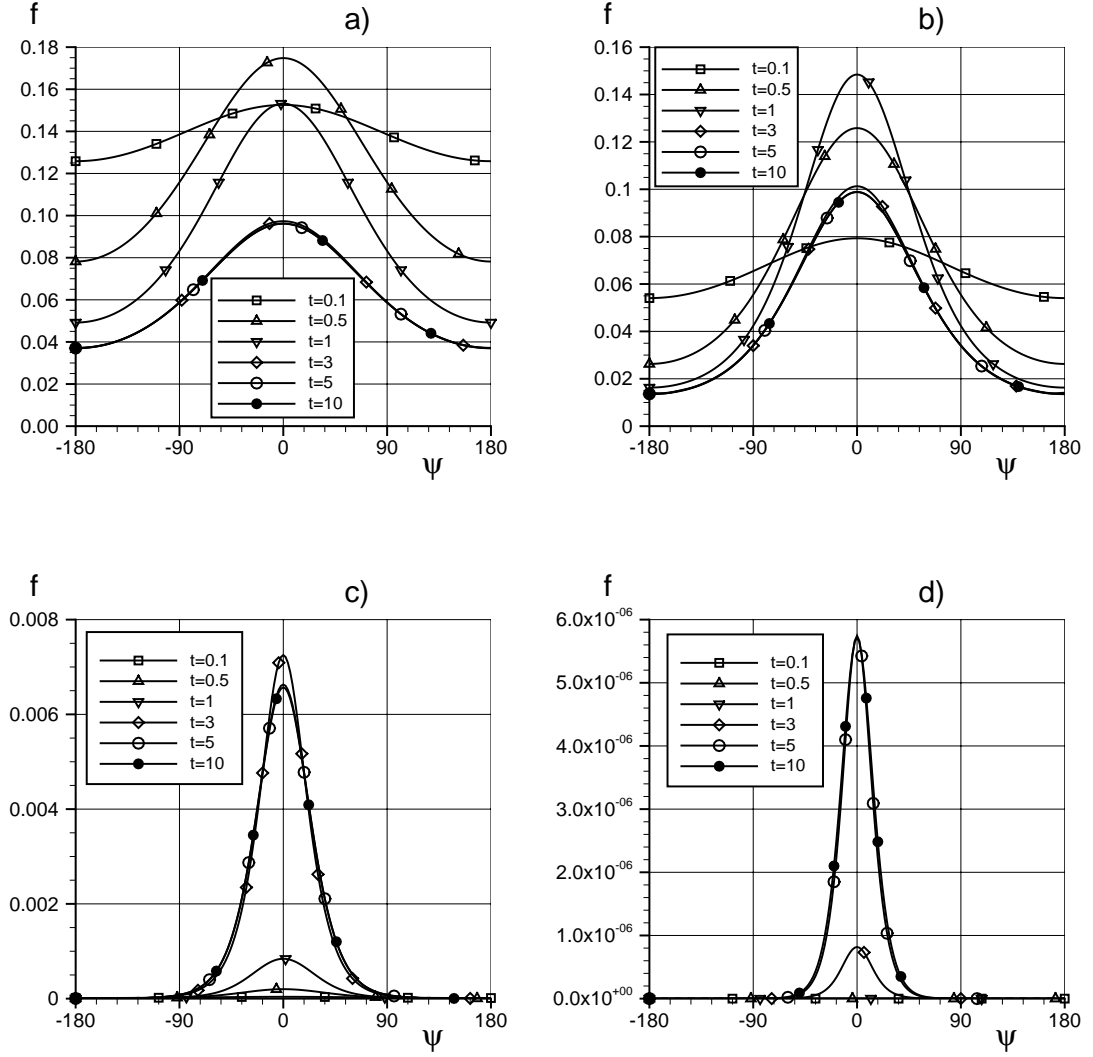 f
a)
0.18
0.16
0.14
0.12
0.10
0.08
0.06
0.04
0.02
0.00
-180
-90
0
90
180
ψ
t=0.1
t=0.5
t=1
t=3
t=5
t=10
f
b)
0.16
0.14
0.12
0.1
0.08
0.06
0.04
0.02
0
-180
-90
0
90
180
ψ
t=0.1
t=0.5
t=1
t=3
t=5
t=10
f
c)
0.008
0.006
0.004
0.002
0
-180
-90
0
90
180
ψ
t=0.1
t=0.5
t=1
t=3
t=5
t=10
f
d)
6.0x10⁻⁰⁶
5.0x10⁻⁰⁶
4.0x10⁻⁰⁶
3.0x10⁻⁰⁶
2.0x10⁻⁰⁶
1.0x10⁻⁰⁶
0.0x10⁺⁰⁰
-180
-90
0
90
180
ψ
t=0.1
t=0.5
t=1
t=3
t=5
t=10